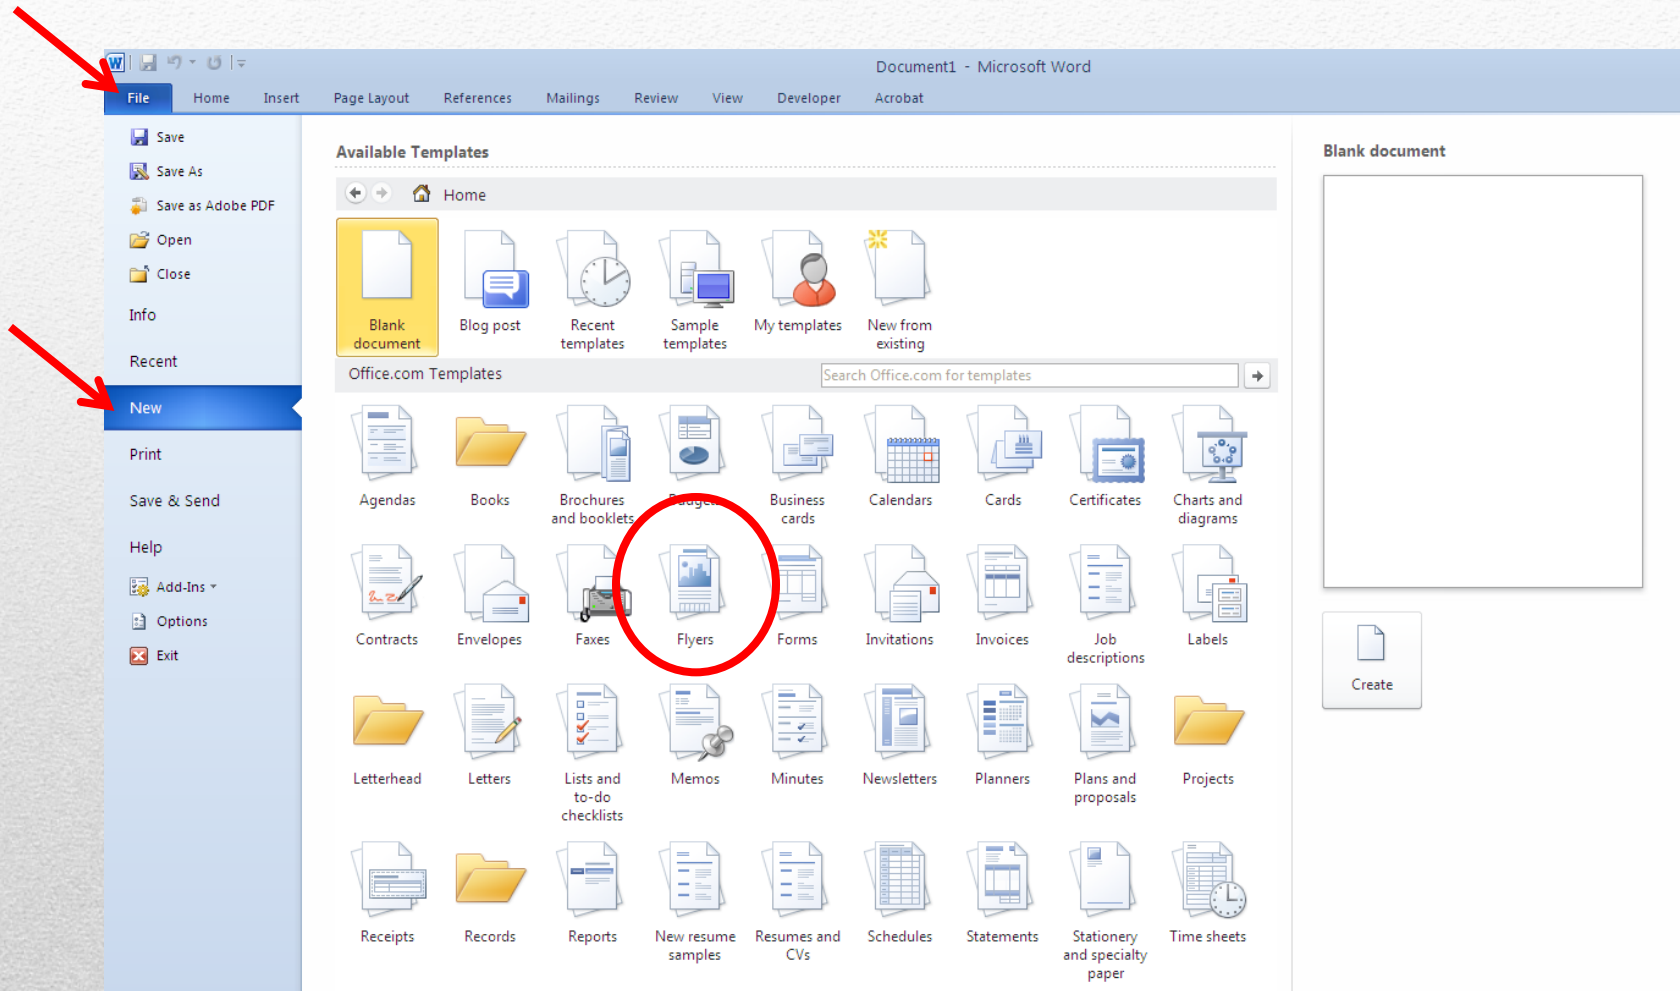 W
Document1 - Microsoft Word
File Home Insert Page Layout References Mailings Review View Developer Acrobat
Save
Save As
Save as Adobe PDF
Open
Close
Info
Recent
New
Print
Save & Send
Help
Add-Ins
Options
Exit
Available Templates
Home
Blank document
Blog post
Recent templates
Sample templates
My templates
New from existing
Office.com Templates
Search Office.com for templates
Agendas
Books
Brochures and booklets
Budgets
Business cards
Calendars
Cards
Certificates
Charts and diagrams
Contracts
Envelopes
Faxes
Flyers
Forms
Invitations
Invoices
Job descriptions
Labels
Letterhead
Letters
Lists and to-do checklists
Memos
Minutes
Newsletters
Planners
Plans and proposals
Projects
Receipts
Records
Reports
New resume samples
Resumes and CVs
Schedules
Statements
Stationery and specialty paper
Time sheets
Blank document
Create